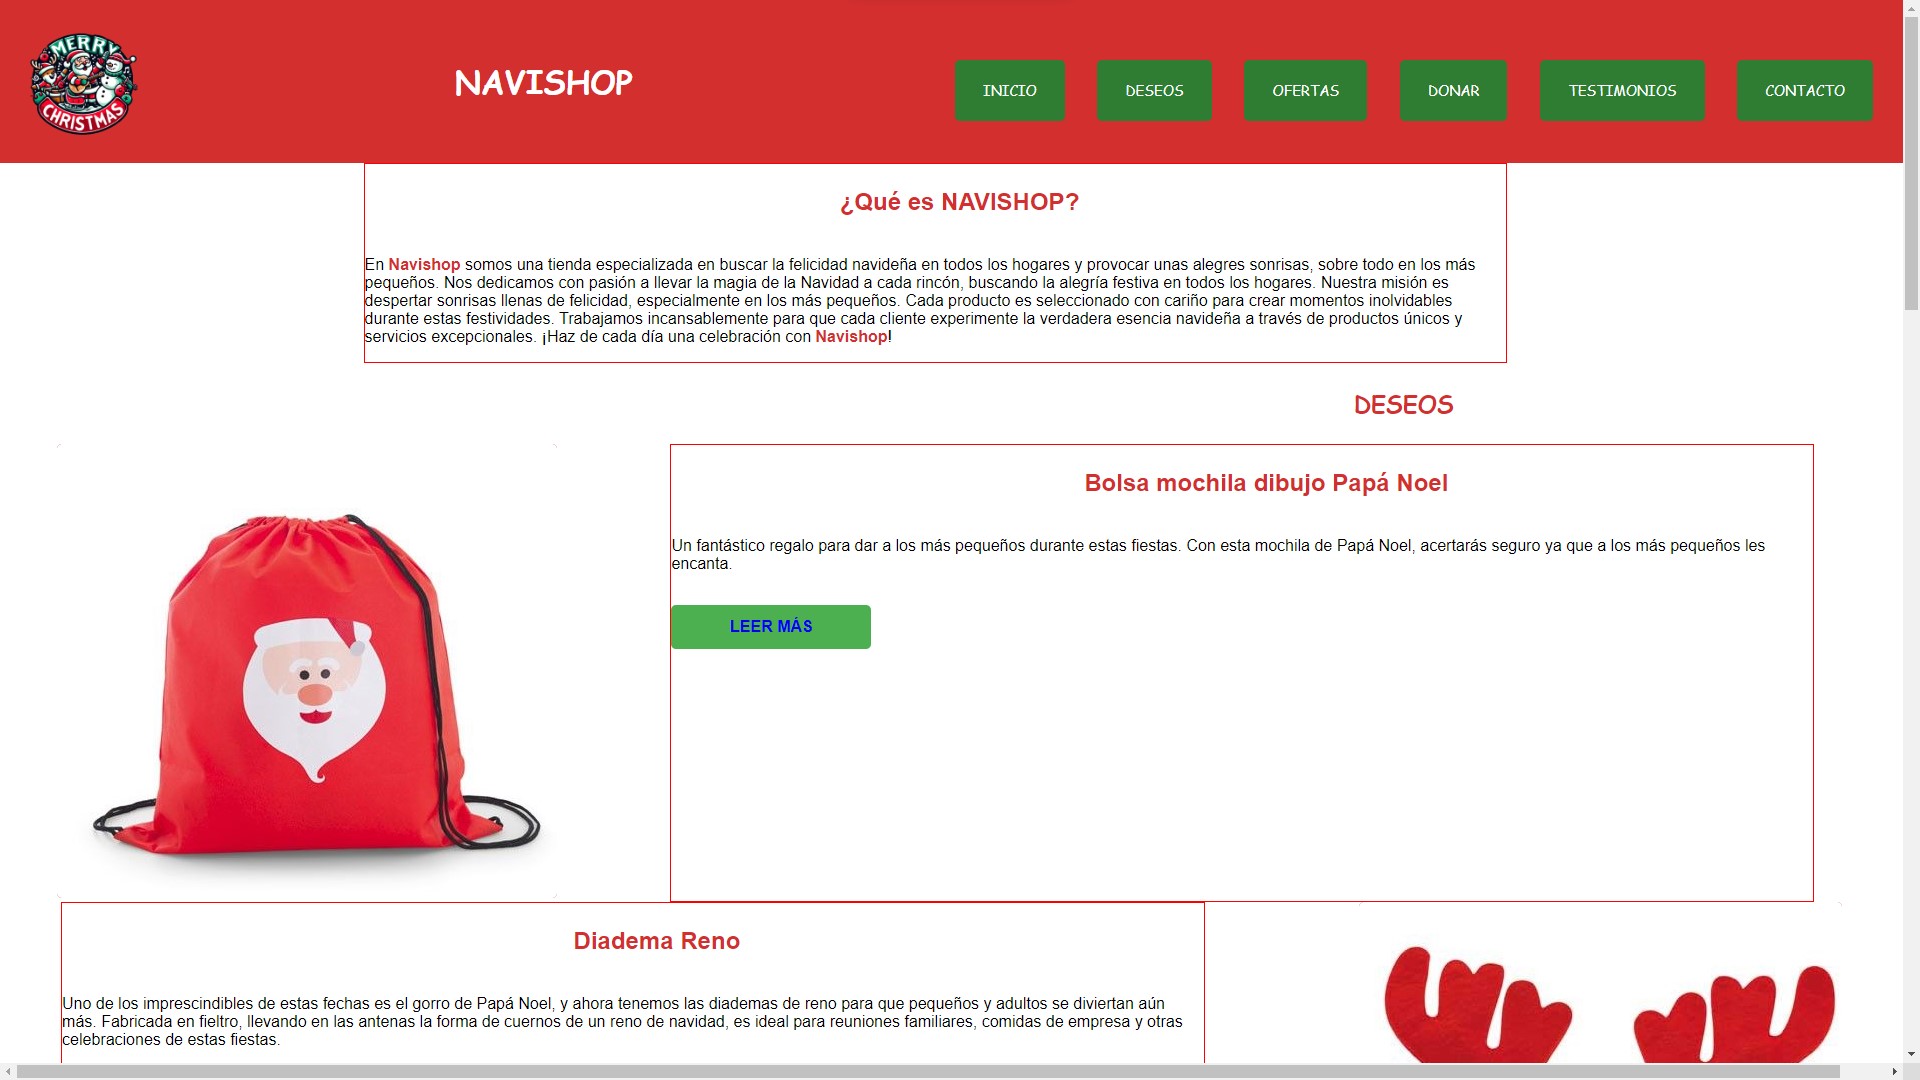 MERRY
CHRISTMAS
NAVISHOP
INICIO
DESEOS
OFERTAS
DONAR
TESTIMONIOS
CONTACTO
¿Qué es NAVISHOP?
En Navishop somos una tienda especializada en buscar la felicidad navideña en todos los hogares y provocar unas alegres sonrisas, sobre todo en los más
pequeños. Nos dedicamos con pasión a llevar la magia de la Navidad a cada rincón, buscando la alegría festiva en todos los hogares. Nuestra misión es
despertar sonrisas llenas de felicidad, especialmente en los más pequeños. Cada producto es seleccionado con cariño para crear momentos inolvidables
durante estas festividades. Trabajamos incansablemente para que cada cliente experimente la verdadera esencia navideña a través de productos únicos y
servicios excepcionales. ¡Haz de cada día una celebración con Navishop!
DESEOS
Bolsa mochila dibujo Papá Noel
Un fantástico regalo para dar a los más pequeños durante estas fiestas. Con esta mochila de Papá Noel, acertarás seguro ya que a los más pequeños les
encanta.
LEER MÁS
Diadema Reno
Uno de los imprescindibles de estas fechas es el gorro de Papá Noel, y ahora tenemos las diademas de reno para que pequeños y adultos se diviertan aún
más. Fabricada en fieltro, llevando en las antenas la forma de cuernos de un reno de navidad, es ideal para reuniones familiares, comidas de empresa y otras
celebraciones de estas fiestas.